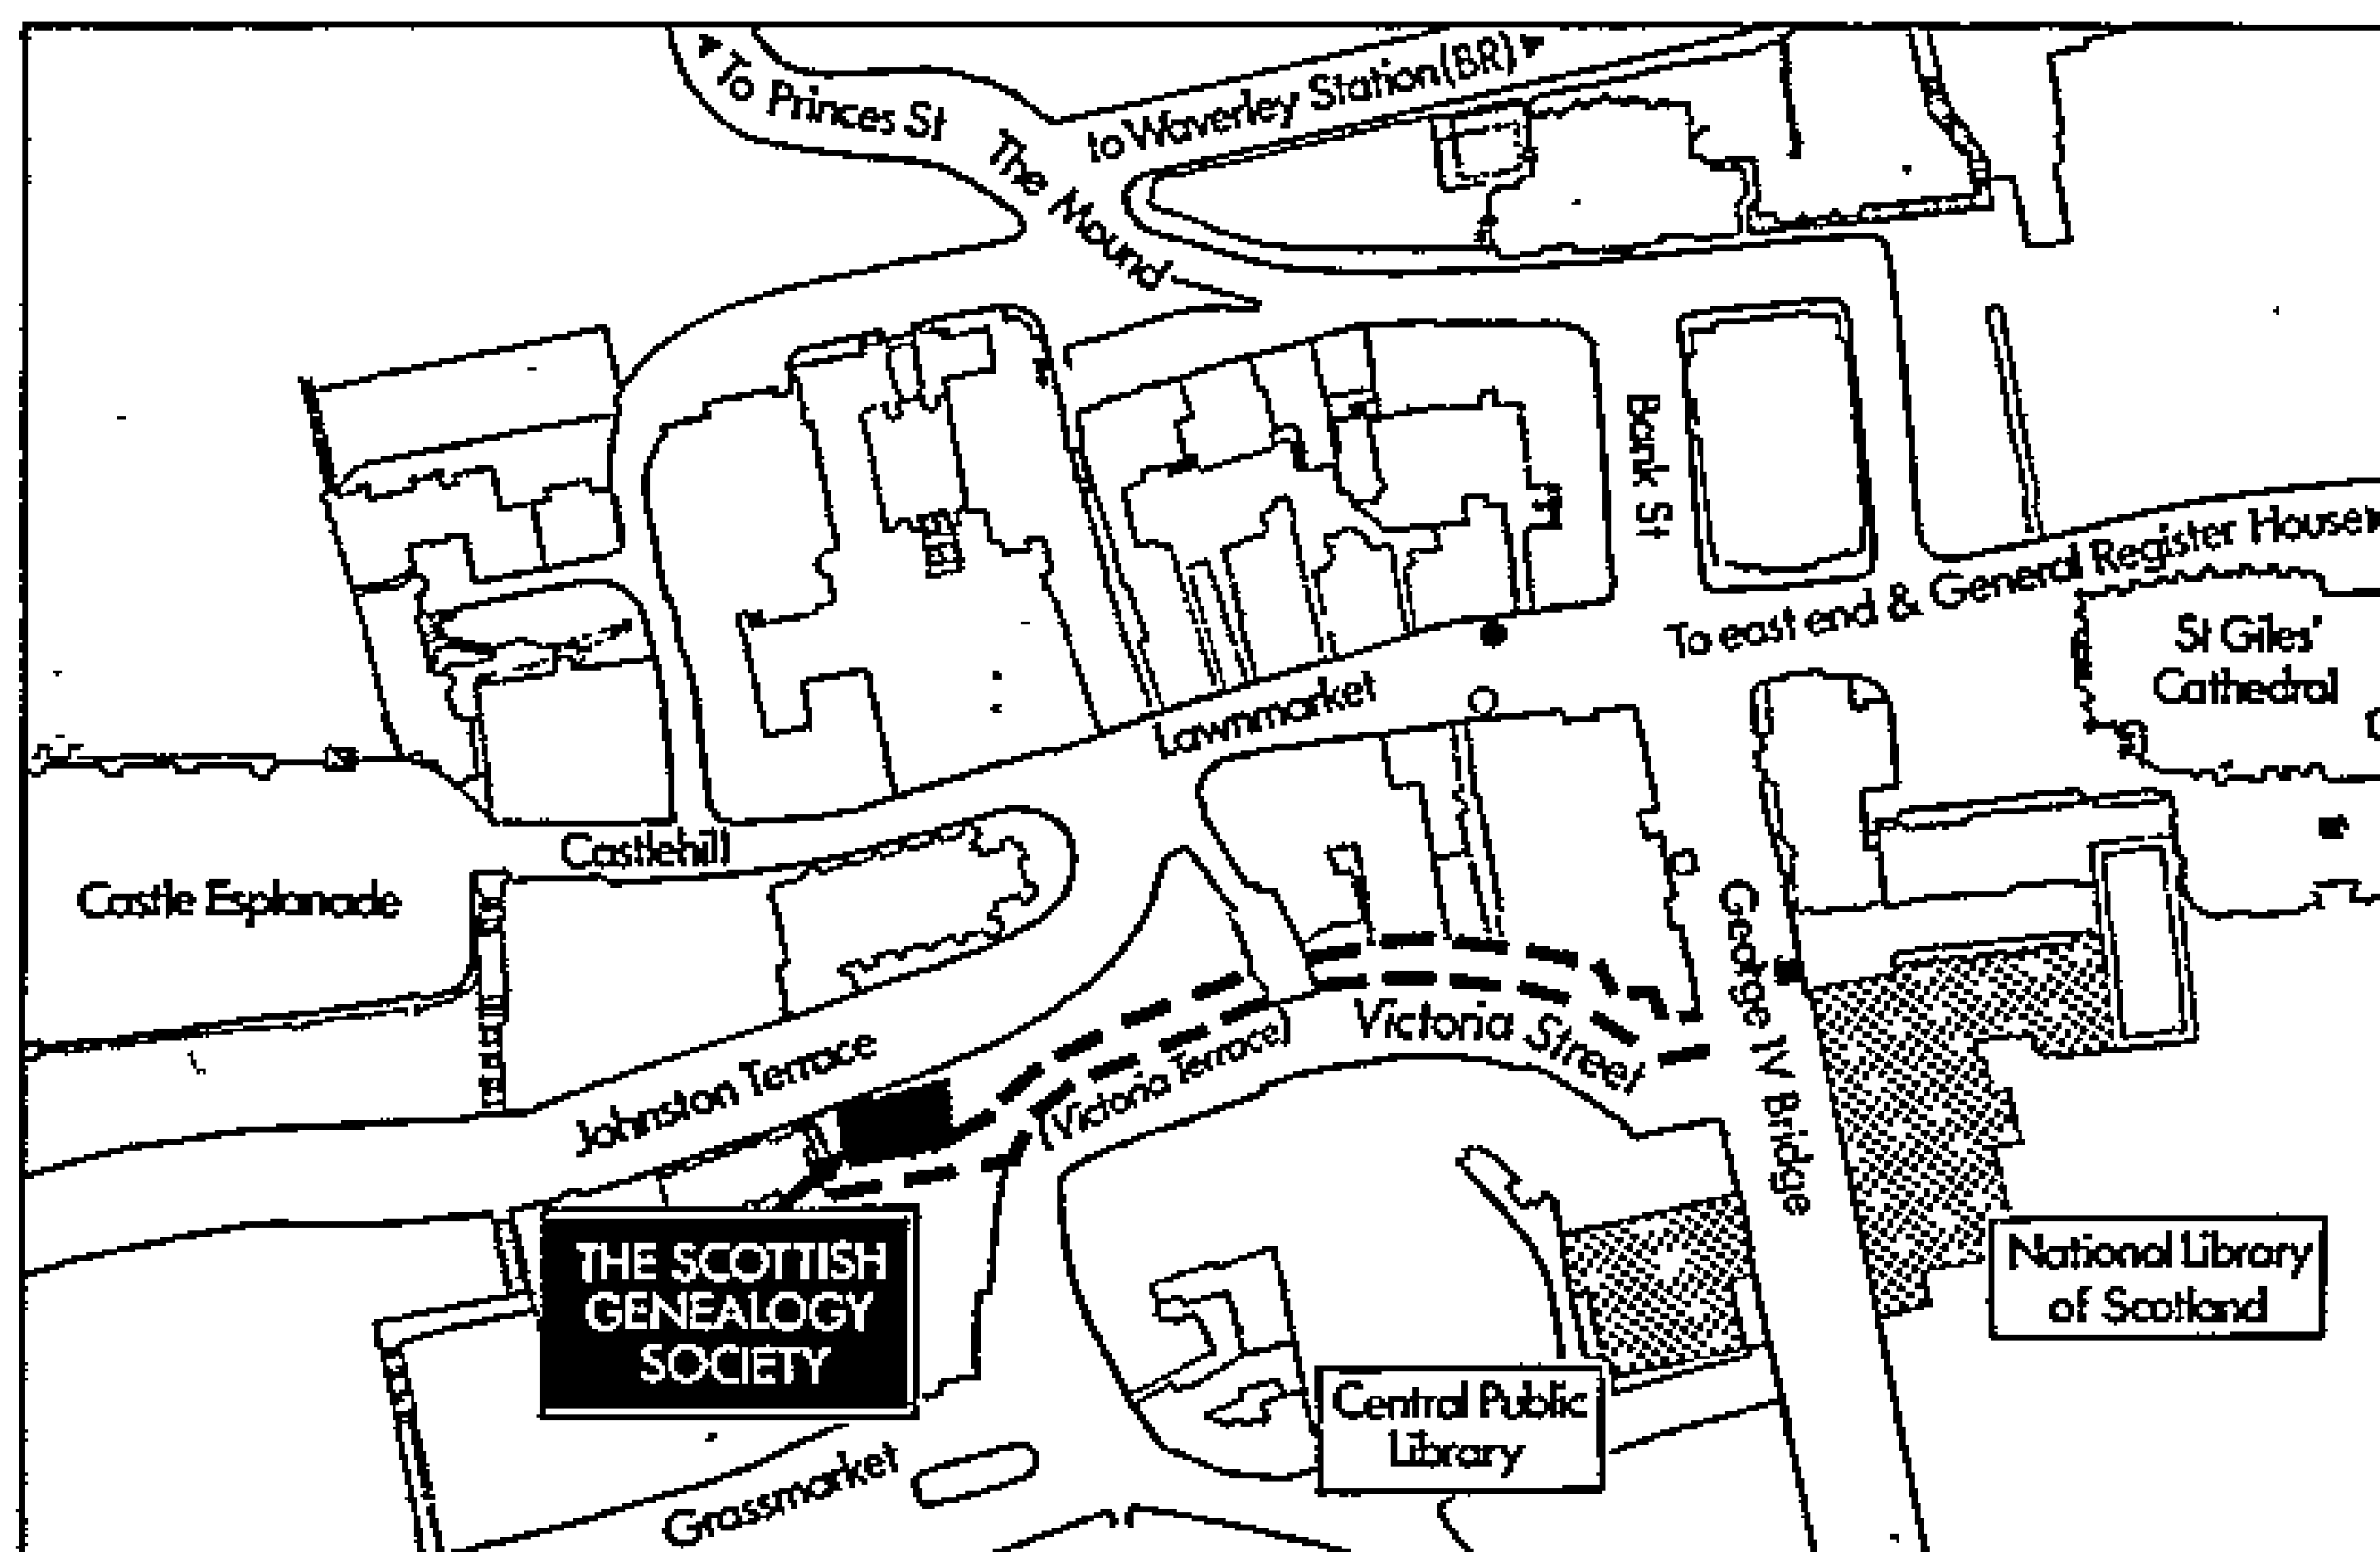 To Princes St
to Waverley Station(BR)
The Mound
Bank St
To east end & General Register House
St Giles'
Cathedral
Lawnmarket
Castlehill
Castle Esplanade
George IV Bridge
Victoria Street
(Victoria Terrace)
Johnston Terrace
THE SCOTTISH
GENEALOGY
SOCIETY
National Library
of Scotland
Central Public
Library
Grassmarket